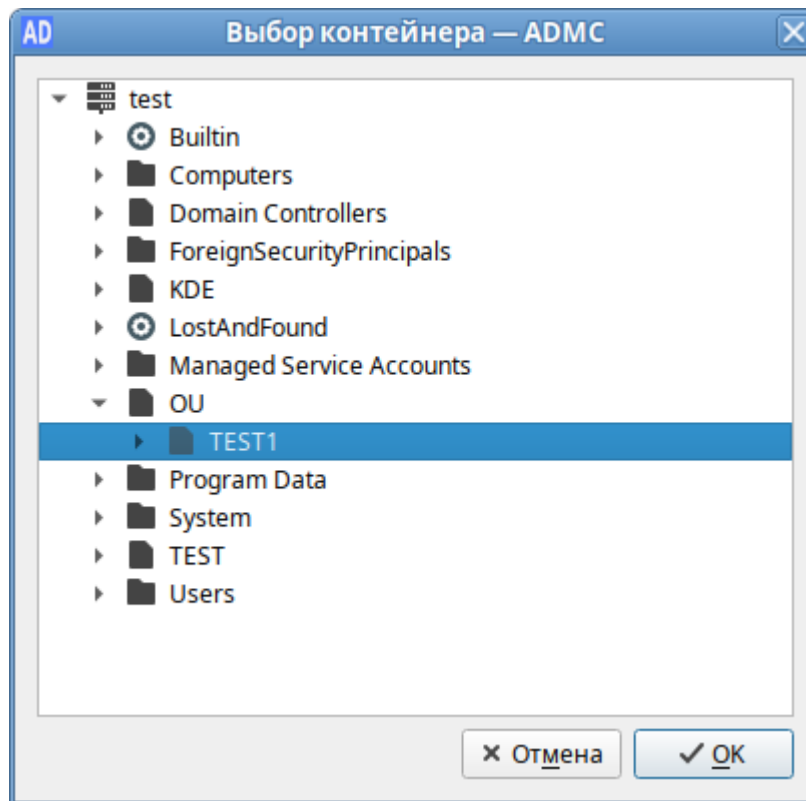 AD Выбор контейнера — ADMC
test
Builtin
Computers
Domain Controllers
ForeignSecurityPrincipals
KDE
LostAndFound
Managed Service Accounts
OU
TEST1
Program Data
System
TEST
Users
Отмена OK